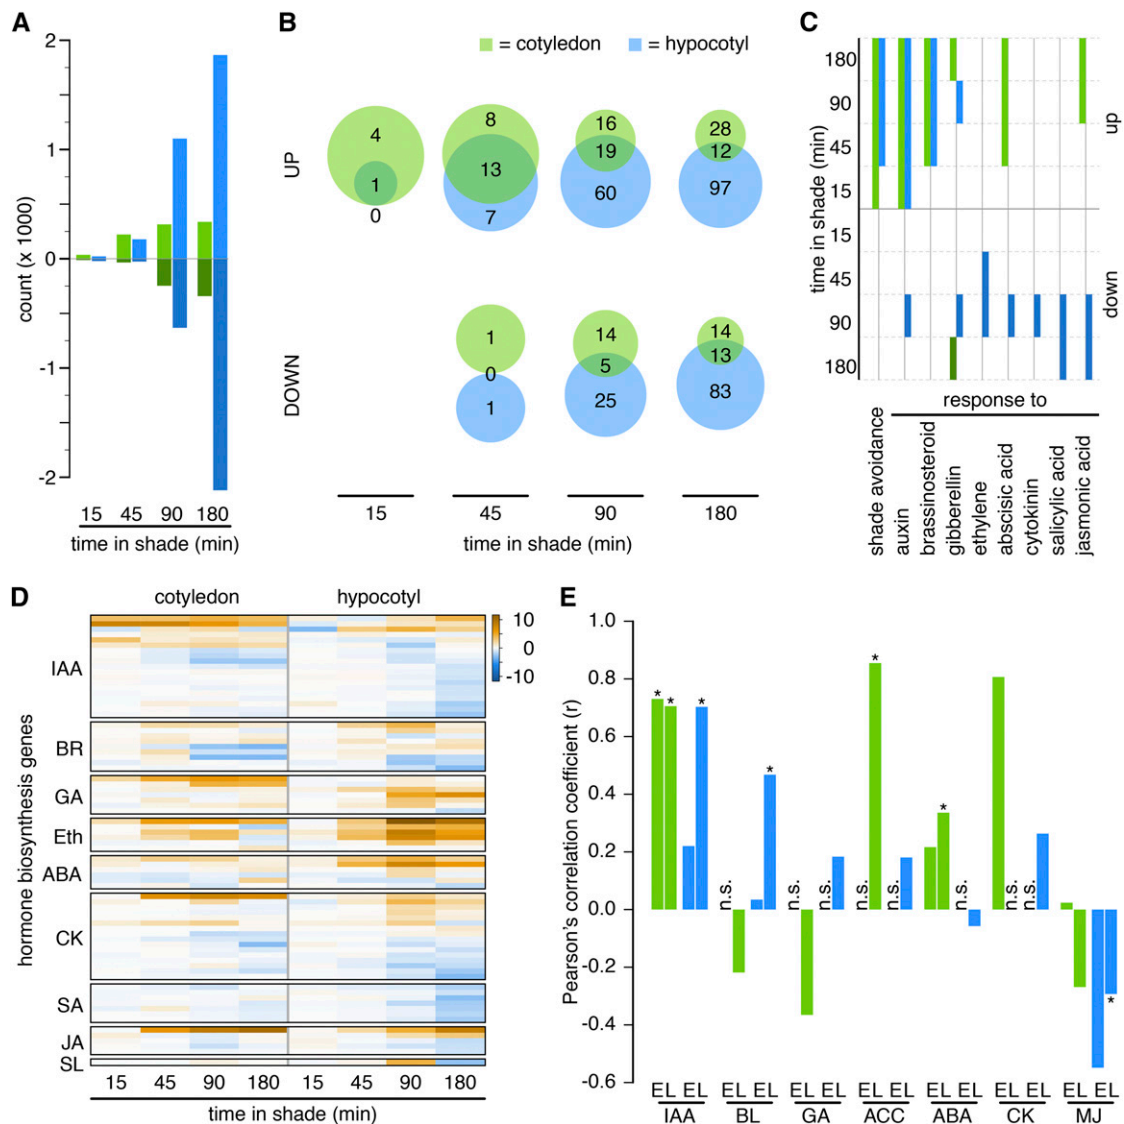 A
2
1
0
-1
-2
count (x 1000)
15 45 90 180
time in shade (min)
B
= cotyledon = hypocotyl
UP
4
1
0
8
13
7
16
19
60
28
12
97
DOWN
1
0
1
14
5
25
14
13
83
15 45 90 180
time in shade (min)
C
180
90
45
15
15
45
90
180
time in shade (min)
up
down
response to
shade avoidance
auxin
brassinosteroid
gibberellin
ethylene
abscisic acid
cytokinin
salicylic acid
jasmonic acid
D
cotyledon hypocotyl
10
0
-10
hormone biosynthesis genes
IAA
BR
GA
Eth
ABA
CK
SA
JA
SL
15 45 90 180 15 45 90 180
time in shade (min)
E
1.0
0.8
0.6
0.4
0.2
0.0
-0.2
-0.4
-0.6
Pearson's correlation coefficient (r)
* * * * * * *
n.s. n.s. n.s. n.s. n.s. n.s. n.s. n.s.
EL EL EL EL EL EL EL EL EL EL EL EL EL EL
IAA BL GA ACC ABA CK MJ